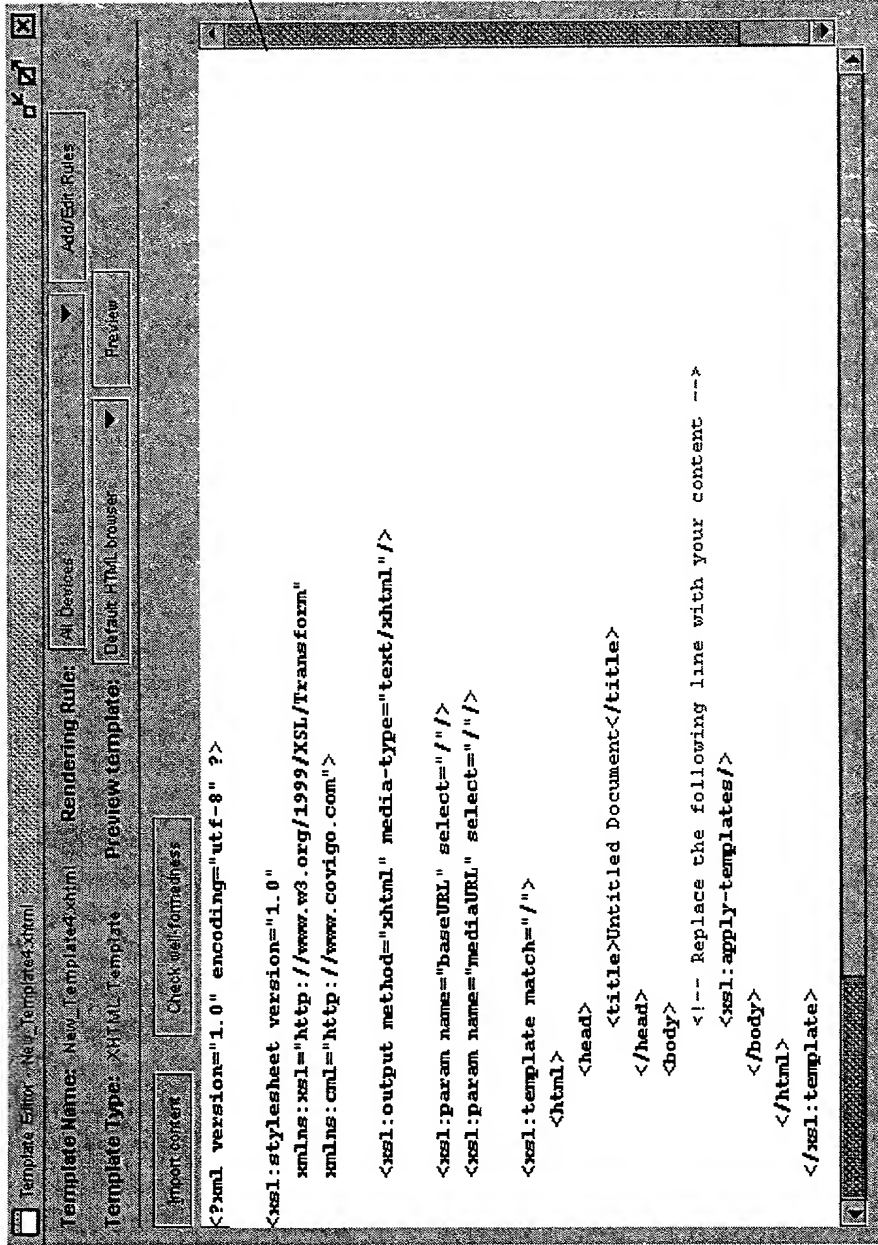 Template Editor - New_Template4.xhtml
Template Name: New_Template4.xhtml Rendering Rule: All Devices Add/Edit Rules
Template Type: XHTML Template Preview template: Default HTML browser Preview
Import content Check well-formedness
<?xml version="1.0" encoding="utf-8" ?>
<xsl:stylesheet version="1.0"
xmlns:xsl="http://www.w3.org/1999/XSL/Transform"
xmlns:cml="http://www.covigo.com">
<xsl:output method="xhtml" media-type="text/xhtml"/>
<xsl:param name="baseURL" select="/"/>
<xsl:param name="mediaURL" select="/"/>
<xsl:template match="/">
<html>
<head>
<title>Untitled Document</title>
</head>
<body>
<!-- Replace the following line with your content -->
<xsl:apply-templates/>
</body>
</html>
</xsl:template>